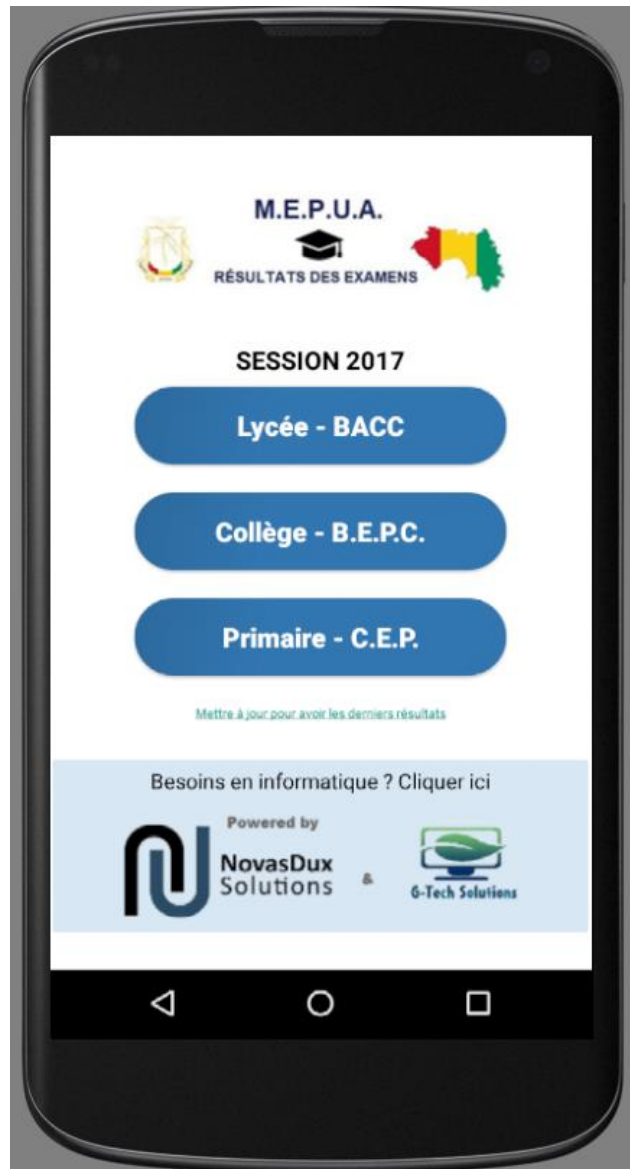 M.E.P.U.A.
RÉSULTATS DES EXAMENS
SESSION 2017
Lycée - BACC
Collège - B.E.P.C.
Primaire - C.E.P.
Mettre à jour pour avoir les derniers résultats
Besoins en informatique ? Cliquer ici
Powered by
NovasDux
Solutions
&
G-Tech Solutions